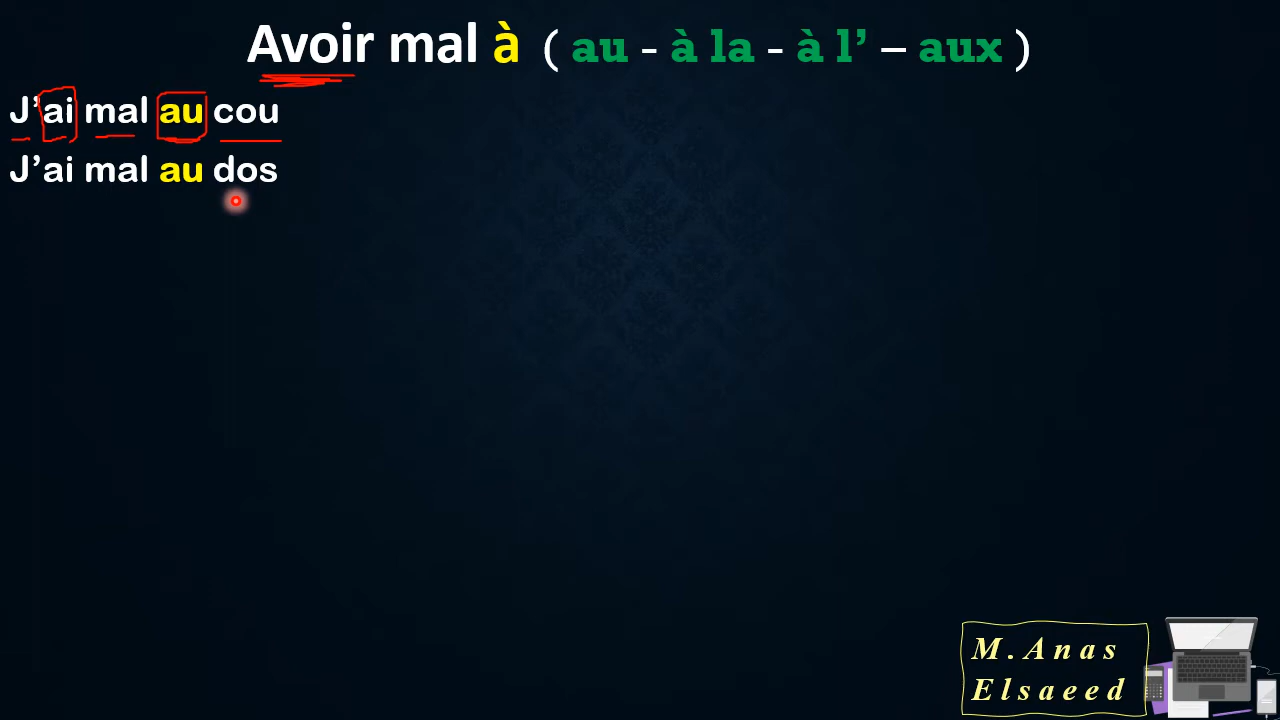 Avoir mal à ( au - à la - à l’ – aux )
J’ai mal au cou
J’ai mal au dos
M.Anas
Elsaeed